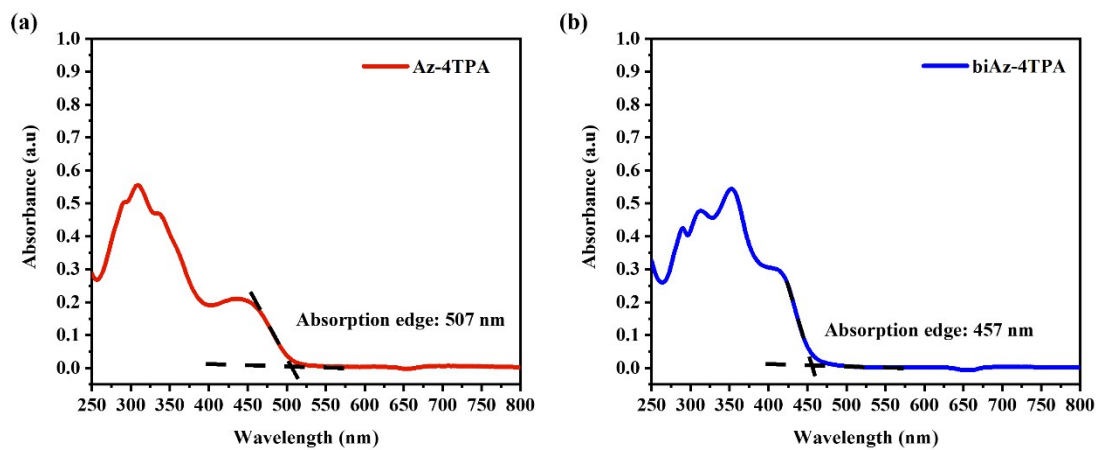 (a)
1.0
0.9
0.8
0.7
0.6
0.5
0.4
0.3
0.2
0.1
0.0
Absorbance (a.u)
Az-4TPA
Absorption edge: 507 nm
250 300 350 400 450 500 550 600 650 700 750 800
Wavelength (nm)
(b)
1.0
0.9
0.8
0.7
0.6
0.5
0.4
0.3
0.2
0.1
0.0
Absorbance (a.u)
biAz-4TPA
Absorption edge: 457 nm
250 300 350 400 450 500 550 600 650 700 750 800
Wavelength (nm)